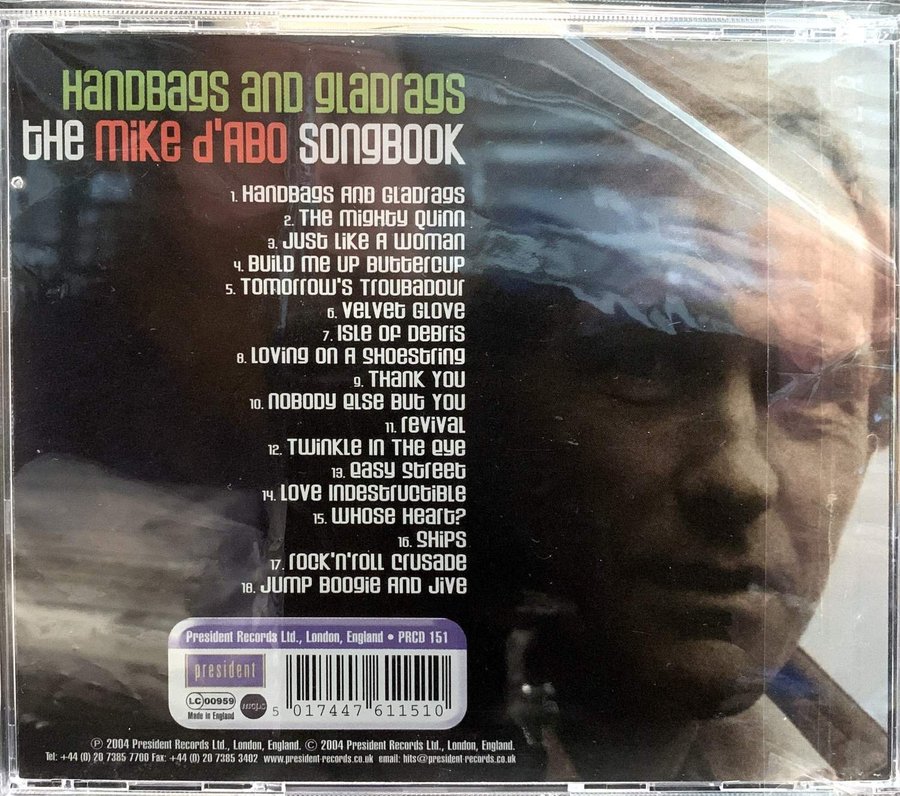 HANDBAGS AND GLADRAGS
THE MIKE d'ABO SONGBOOK
1. HANDBAGS AND GLADRAGS
2. THE MIGHTY QUINN
3. JUST LIKE A WOMAN
4. BUILD ME UP BUTTERCUP
5. TOMORROW'S TROUBADOUR
6. VELVET GLOVE
7. ISLE OF DEBRIS
8. LOVING ON A SHOESTRING
9. THANK YOU
10. NOBODY ELSE BUT YOU
11. REVIVAL
12. TWINKLE IN THE EYE
13. EASY STREET
14. LOVE INDESTRUCTIBLE
15. WHOSE HEART?
16. SHIPS
17. ROCK'N'ROLL CRUSADE
18. JUMP BOOGIE AND JIVE
President Records Ltd., London, England • PRCD 151
president
LC 00959
mcps
Made in England
5 017447 611510
℗ 2004 President Records Ltd., London, England. © 2004 President Records Ltd., London, England.
Tel: +44 (0) 20 7385 7700 Fax: +44 (0) 20 7385 3402 www.president-records.co.uk email: hits@president-records.co.uk